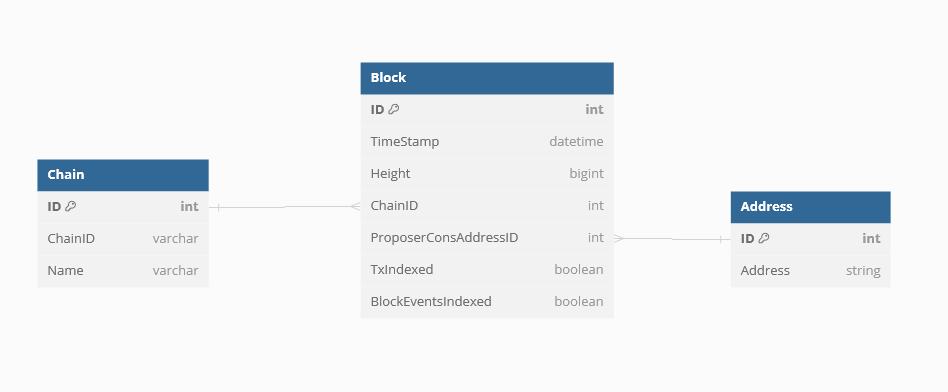 Chain
ID int
ChainID varchar
Name varchar
Block
ID int
TimeStamp datetime
Height bigint
ChainID int
ProposerConsAddressID int
TxIndexed boolean
BlockEventsIndexed boolean
Address
ID int
Address string